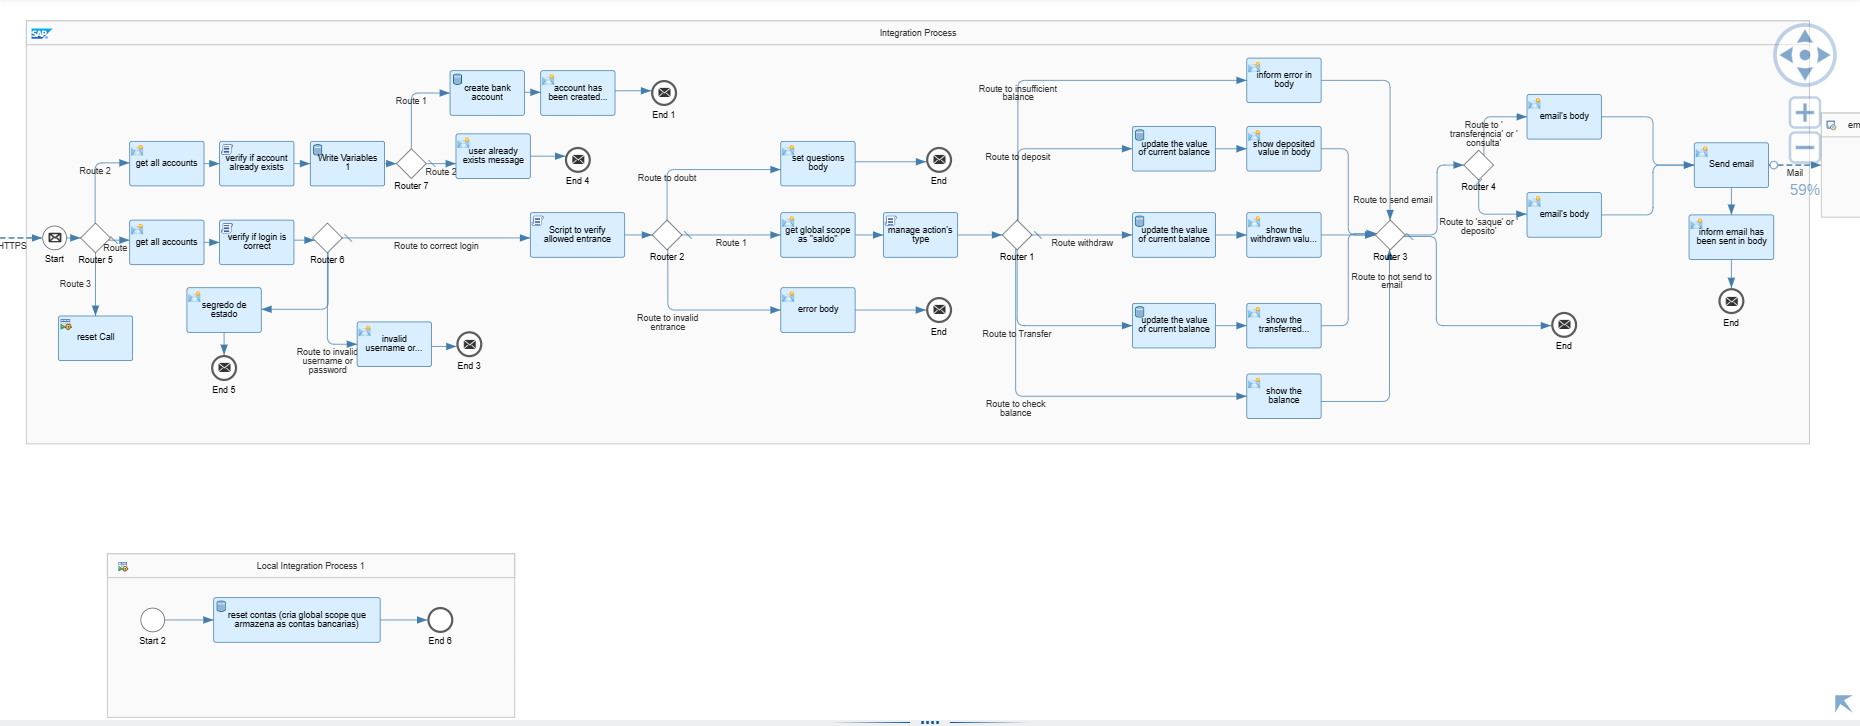 SAP
Integration Process
HTTPS
Start
Router 5
Route 2
get all accounts
verify if account
already exists
Write Variables
1
Router 7
Route 1
create bank
account
account has
been created...
End 1
Route 2
user already
exists message
End 4
Route
get all accounts
verify if login is
correct
Router 6
Route 3
reset Call
segredo de
estado
End 5
Route to invalid
username or
password
invalid
username or...
End 3
Route to correct login
Script to verify
allowed entrance
Router 2
Route to doubt
set questions
body
End
Route 1
get global scope
as "saldo"
manage action's
type
Route to invalid
entrance
error body
End
Router 1
Route to insufficient
balance
inform error in
body
Route to deposit
update the value
of current balance
show deposited
value in body
Route withdraw
update the value
of current balance
show the
withdrawn valu...
Route to Transfer
update the value
of current balance
show the
transferred...
Route to check
balance
show the
balance
Route to send email
Router 3
Route to not send to
email
End
Route to '
transferencia' or '
consulta'
Router 4
Route to 'saque' or '
deposito'
email's body
email's body
Send email
Mail
59%
em
inform email has
been sent in body
End
Local Integration Process 1
Start 2
reset contas (cria global scope que
armazena as contas bancarias)
End 6